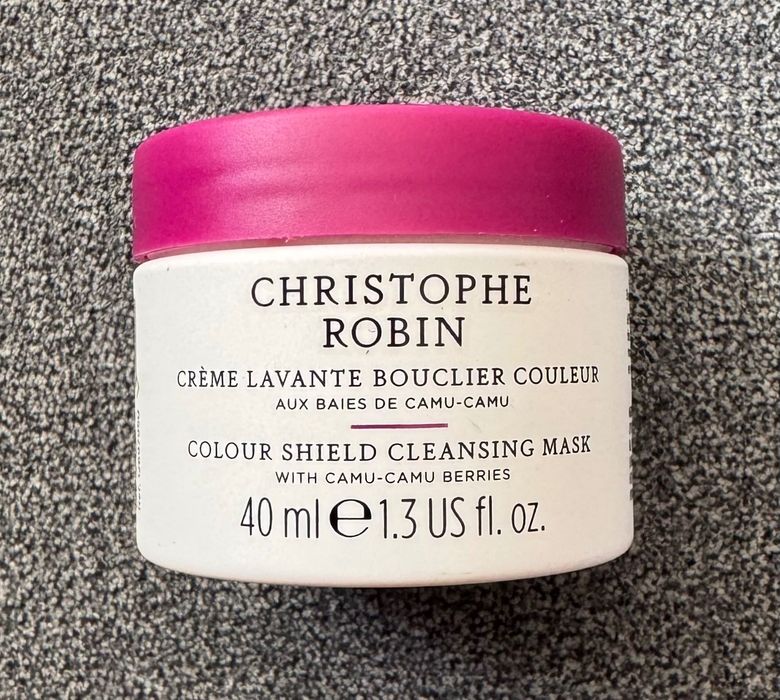 CHRISTOPHE
ROBIN
CRÈME LAVANTE BOUCLIER COULEUR
AUX BAIES DE CAMU-CAMU
COLOUR SHIELD CLEANSING MASK
WITH CAMU-CAMU BERRIES
40 ml ℮ 1.3 US fl. oz.